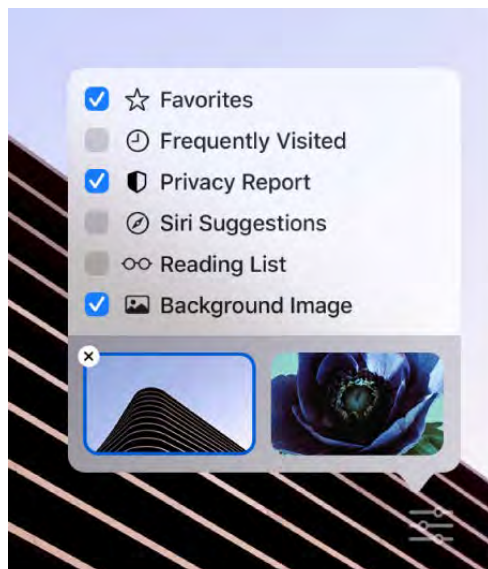 Favorites
Frequently Visited
Privacy Report
Siri Suggestions
Reading List
Background Image